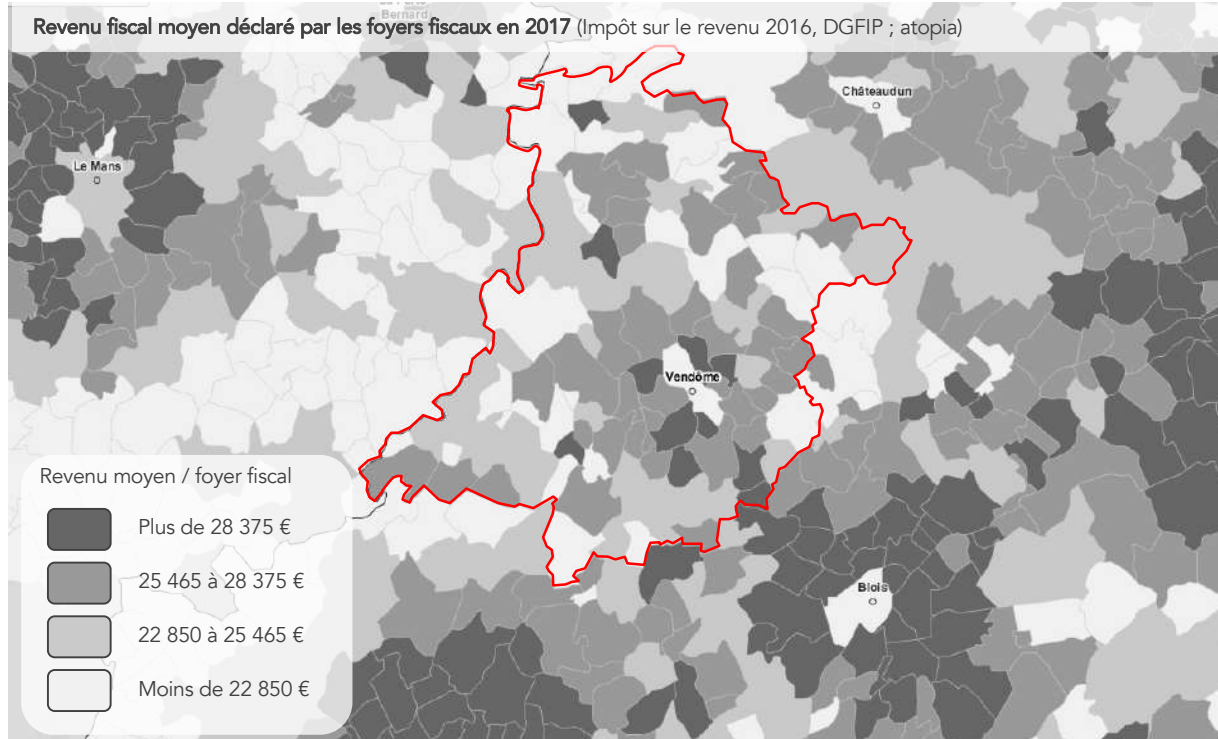 Revenu fiscal moyen déclaré par les foyers fiscaux en 2017 (Impôt sur le revenu 2016, DGFIP ; atopia)
Bernard
Châteaudun
Le Mans
Vendôme
Revenu moyen / foyer fiscal
Plus de 28 375 €
25 465 à 28 375 €
22 850 à 25 465 €
Moins de 22 850 €
Blois